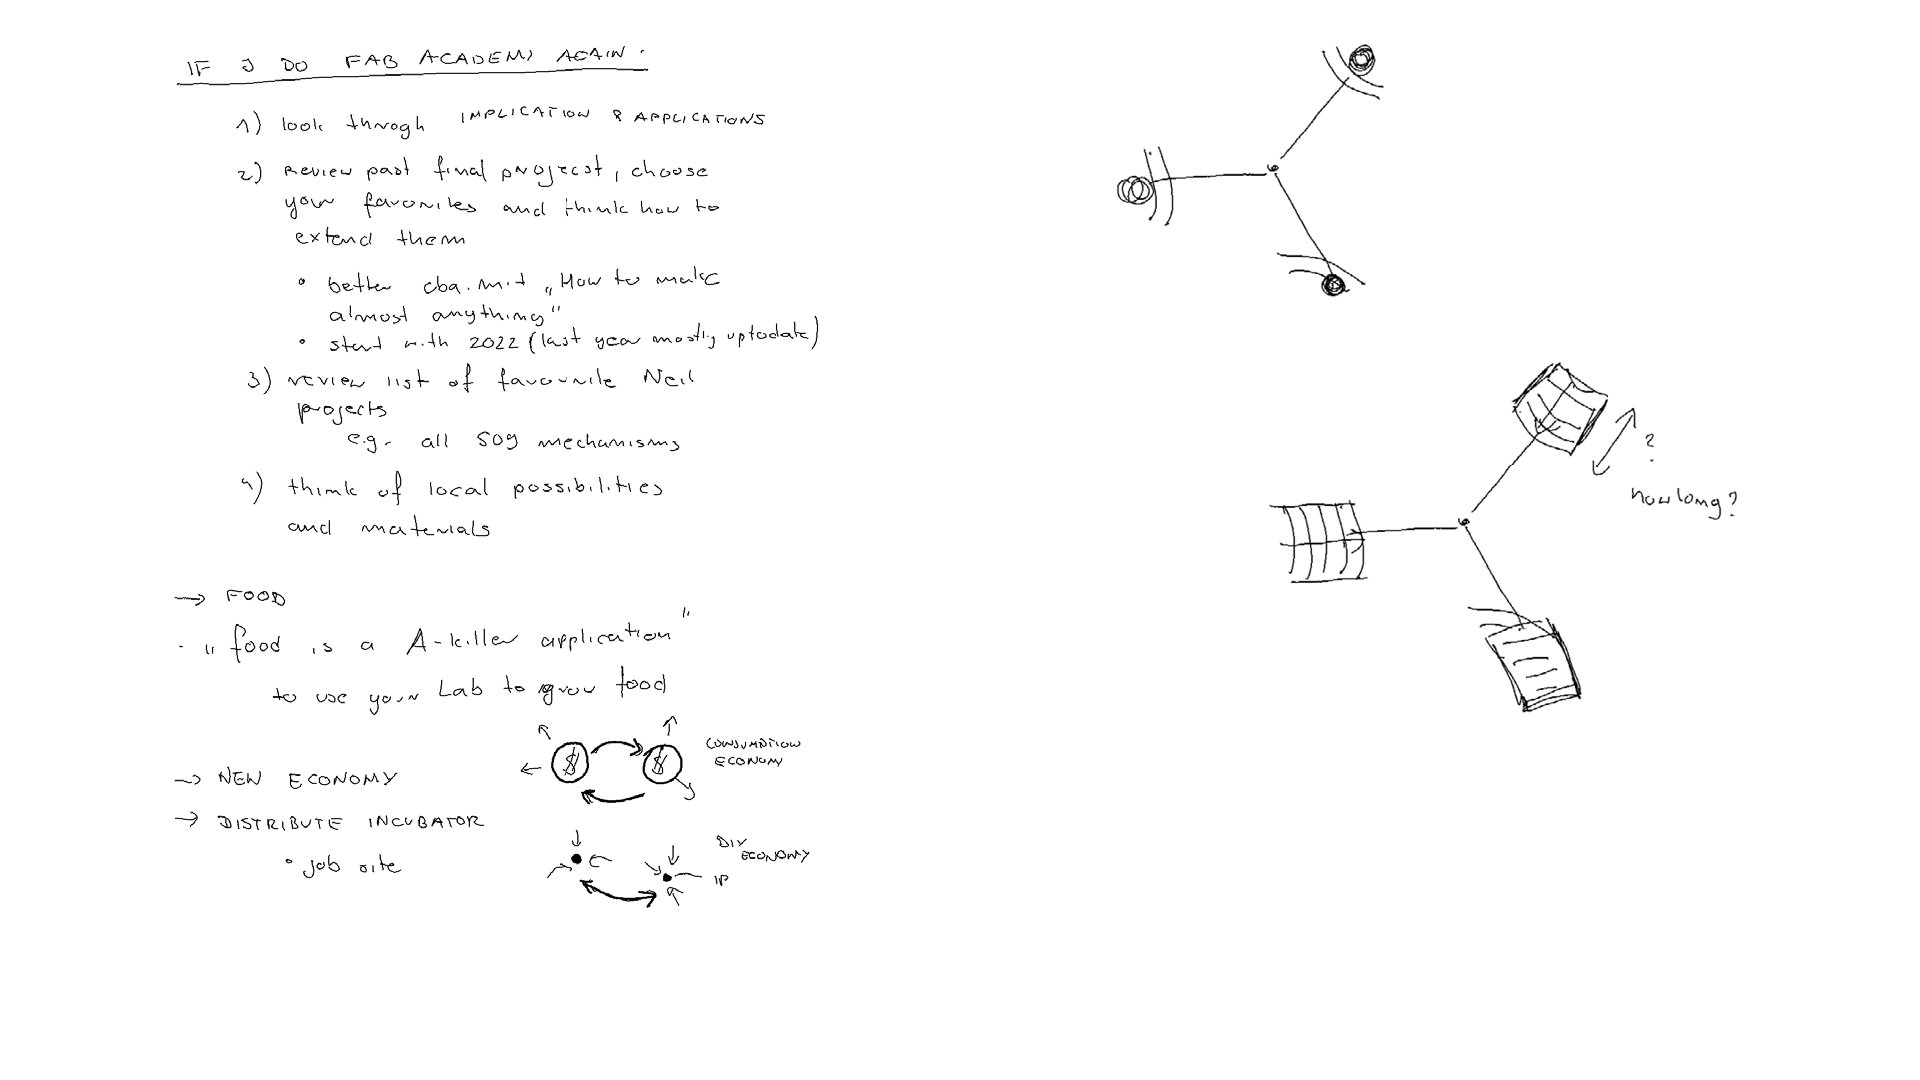 IF I DO FAB ACADEMY AGAIN.
1) look throgh IMPLICATION & APPLICATIONS
2) Review past final projecst, choose
your favorites and think how to
extend them
• better cba.mit „How to make
almost anything"
• start with 2022 (last year mostly uptodate)
3) review list of favourite Neil
projects
e.g. all 509 mechanisms
4) think of local possibilities
and materials
→ FOOD
· „food is a A-killer application"
to use your Lab to grow food
→ NEW ECONOMY
→ DISTRIBUTE INCUBATOR
• job site
$ $
CONSUMPTION
ECONOMY
DIY
ECONOMY
IP
?
how long?